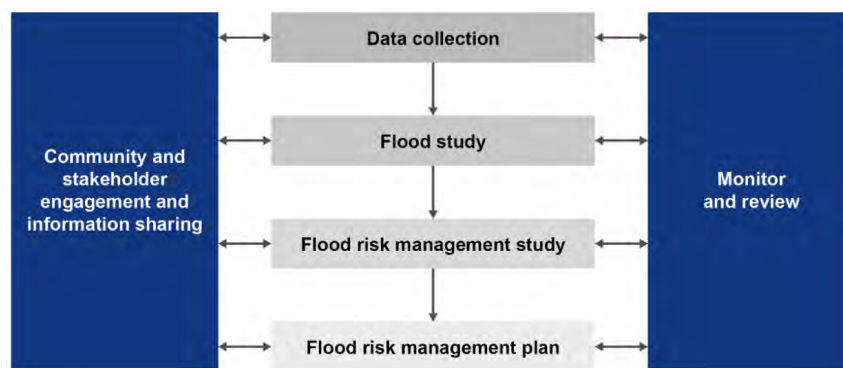 Data collection
Flood study
Community and
stakeholder
engagement and
information sharing
Monitor
and review
Flood risk management study
Flood risk management plan